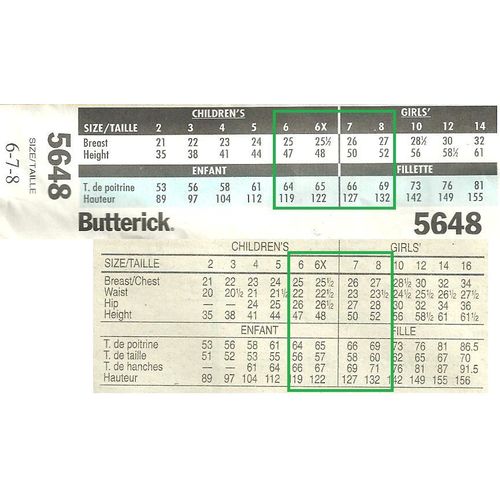 CHILDREN'S GIRLS'
SIZE/TAILLE 2 3 4 5 6 6X 7 8 10 12 14
Breast 21 22 23 24 25 25½ 26 27 28½ 30 32
Height 35 38 41 44 47 48 50 52 56 58½ 61
ENFANT FILLETTE
T. de poitrine 53 56 58 61 64 65 66 69 73 76 81
Hauteur 89 97 104 112 119 122 127 132 142 149 155
5648
SIZE/TAILLE
6-7-8
Butterick 5648
CHILDREN'S GIRLS'
SIZE/TAILLE 2 3 4 5 6 6X 7 8 10 12 14 16
Breast/Chest 21 22 23 24 25 25½ 26 27 28½ 30 32 34
Waist 20 20½ 21 21½ 22 22½ 23 23½ 24½ 25½ 26½ 27½
Hip 24 25 26 26½ 27 28 30 32 34 36
Height 35 38 41 44 47 48 50 52 56 58½ 61 61½
ENFANT FILLE
T. de poitrine 53 56 58 61 64 65 66 69 73 76 81 86.5
T. de taille 51 52 53 55 56 57 58 60 62 65 67 70
T. de hanches 61 64 66 67 69 71 76 81 87 91.5
Hauteur 89 97 104 112 119 122 127 132 142 149 155 156